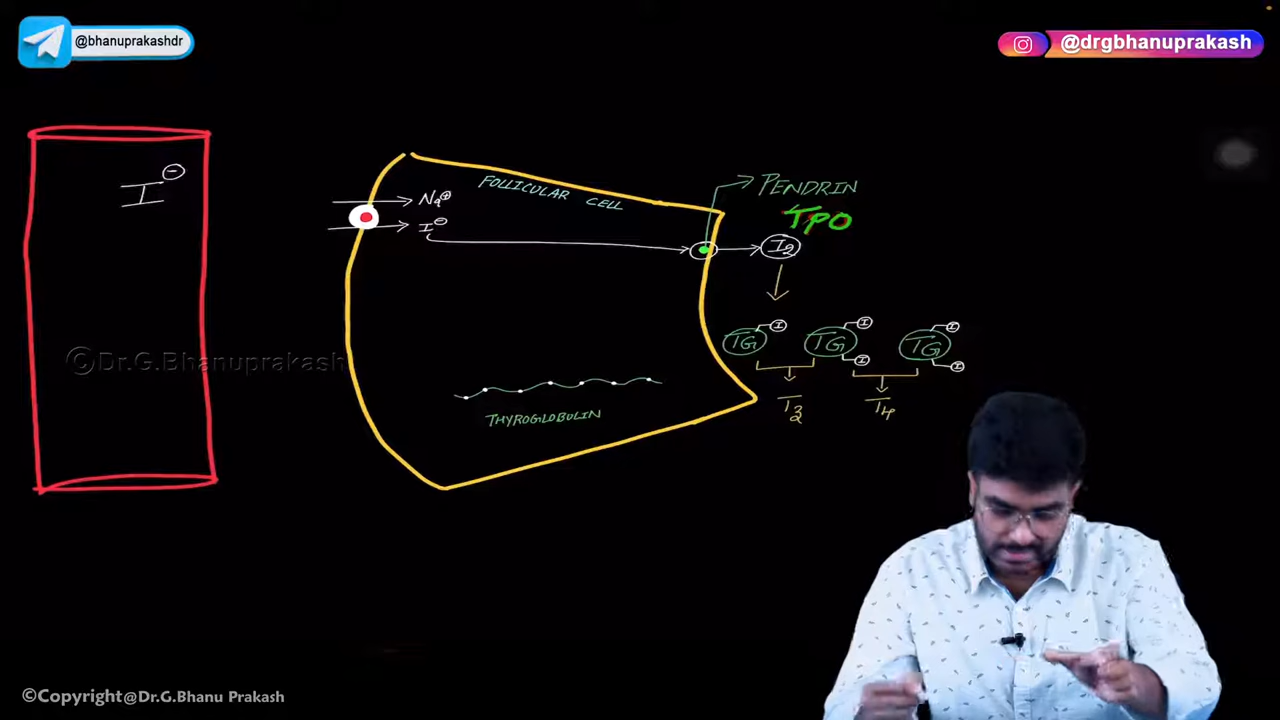 @bhanuprakashdr
@drgbhanuprakash
I⊖
Na⊕
I⊖
FOLLICULAR CELL
PENDRIN
TPO
I2
TG I
TG I I
TG I I
T3
T4
THYROGLOBULIN
©Dr.G.Bhanuprakash
©Copyright@Dr.G.Bhanu Prakash